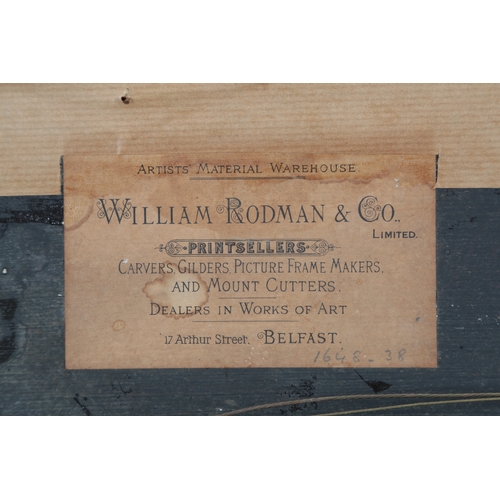 ARTISTS' MATERIAL WAREHOUSE.
WILLIAM RODMAN & CO.,
LIMITED.
PRINTSELLERS
CARVERS, GILDERS, PICTURE FRAME MAKERS,
AND MOUNT CUTTERS.
DEALERS IN WORKS OF ART
17 Arthur Street, BELFAST.
1648-38